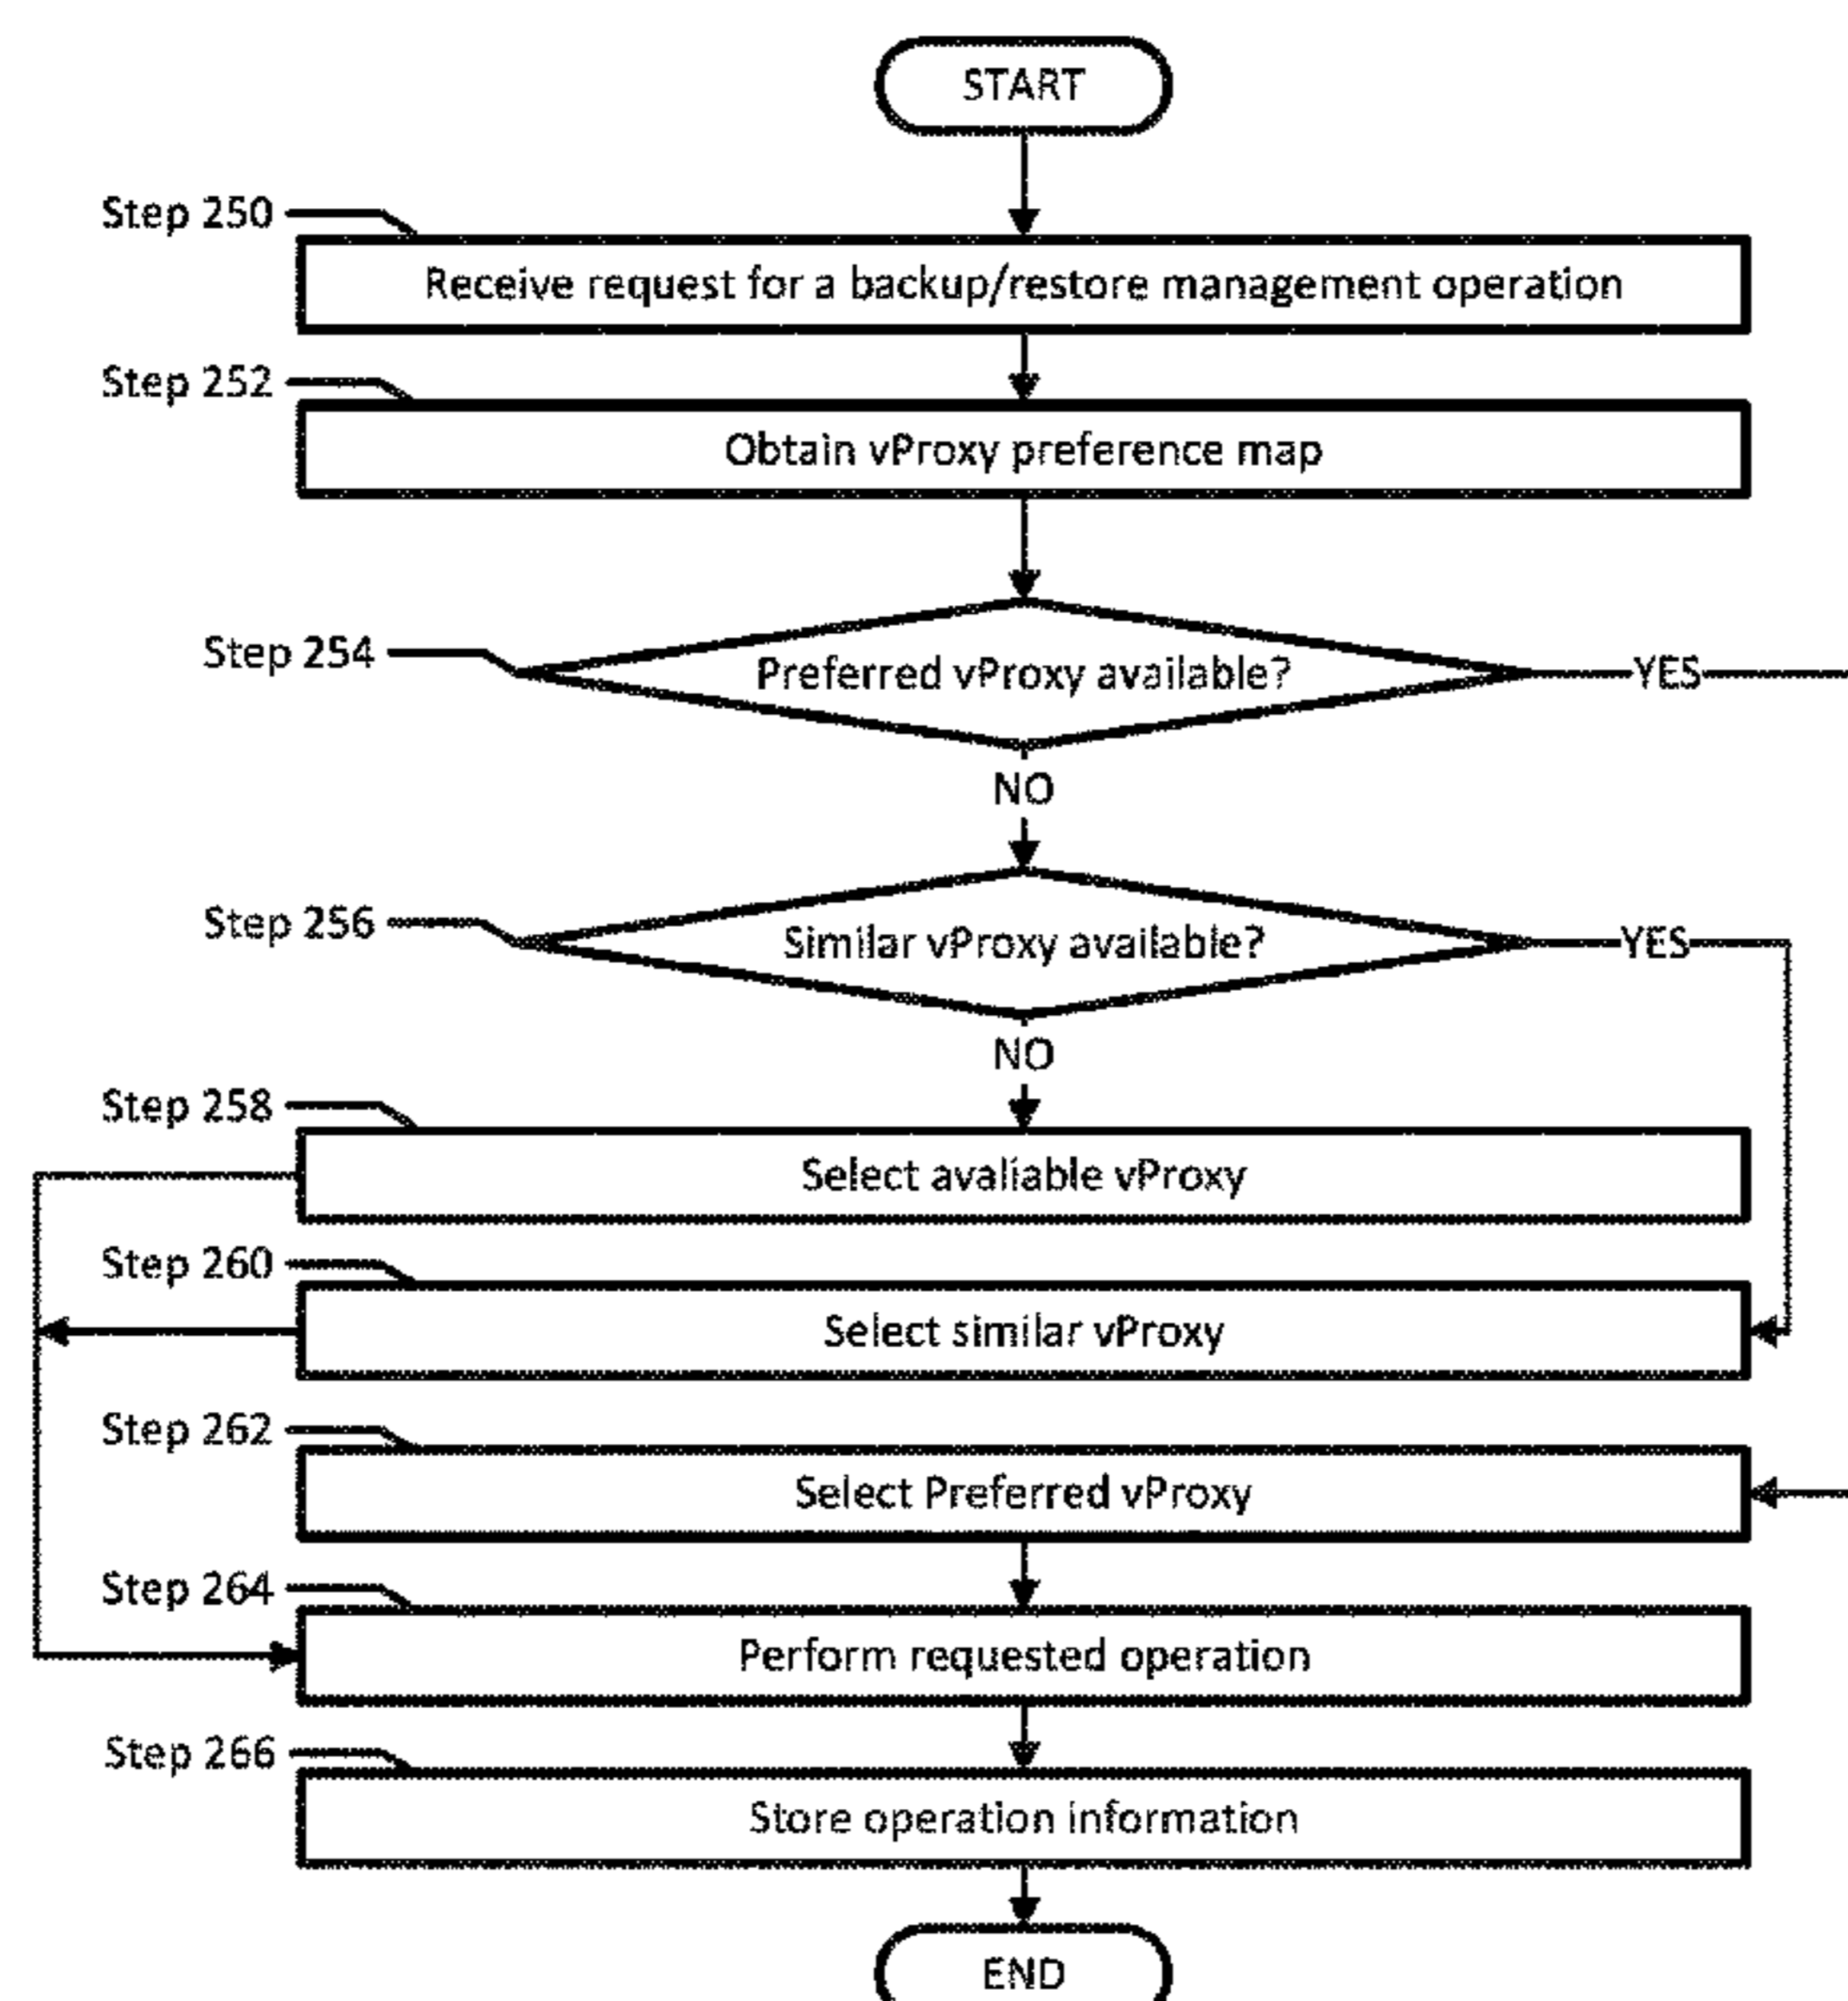 START
Step 250
Receive request for a backup/restore management operation
Step 252
Obtain vProxy preference map
Step 254
Preferred vProxy available?
YES
NO
Step 256
Similar vProxy available?
YES
NO
Step 258
Select avaliable vProxy
Step 260
Select similar vProxy
Step 262
Select Preferred vProxy
Step 264
Perform requested operation
Step 266
Store operation information
END